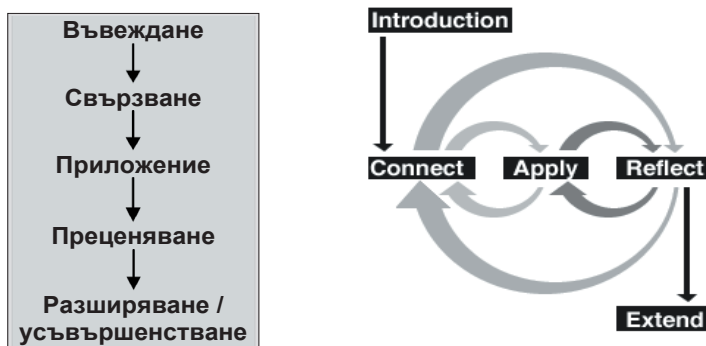 Въвеждане
Свързване
Приложение
Преценяване
Разширяване /
усъвършенстване
Introduction
Connect
Apply
Reflect
Extend